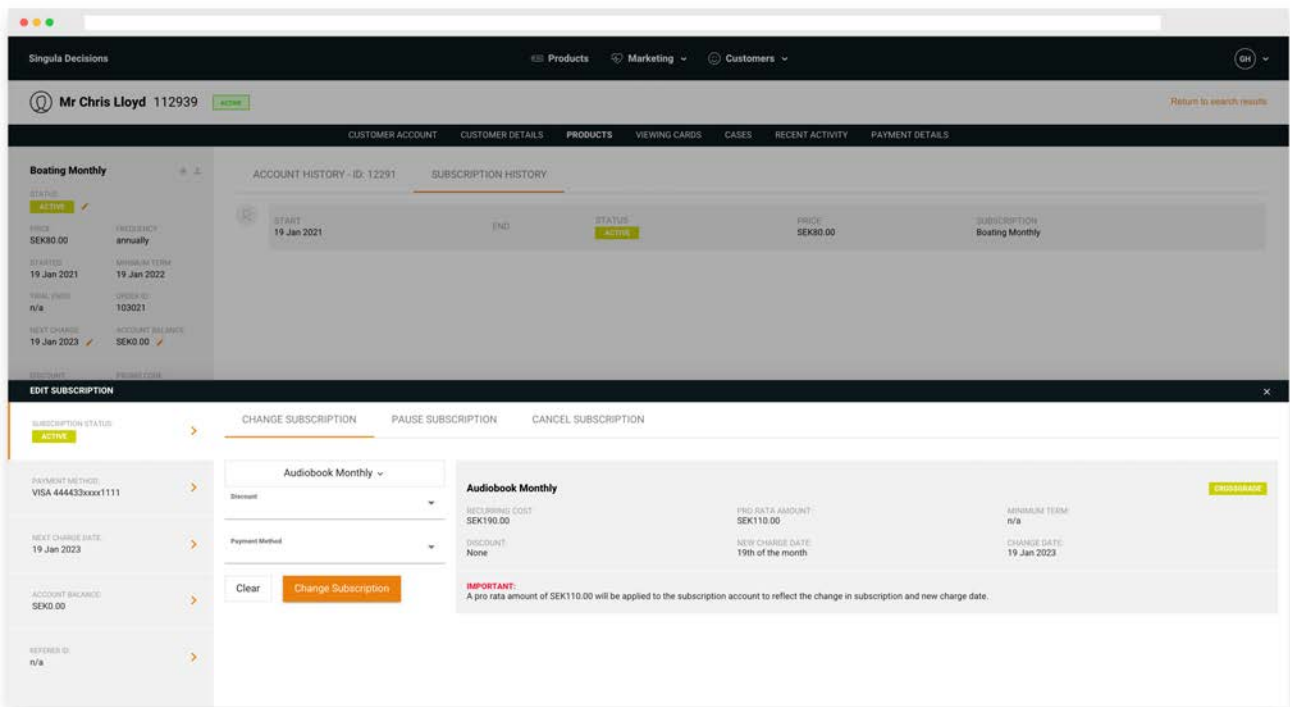 Singula Decisions
Products
Marketing
Customers
GH
Mr Chris Lloyd 112939 ACTIVE
Return to search results
CUSTOMER ACCOUNT CUSTOMER DETAILS PRODUCTS VIEWING CARDS CASES RECENT ACTIVITY PAYMENT DETAILS
Boating Monthly
STATUS:
ACTIVE
PRICE: FREQUENCY:
SEK80.00 annually
STARTED: MINIMUM TERM:
19 Jan 2021 19 Jan 2022
TRIAL ENDS: ORDER ID:
n/a 103021
NEXT CHARGE: ACCOUNT BALANCE:
19 Jan 2023 SEK0.00
DISCOUNT: PROMO CODE:
ACCOUNT HISTORY - ID: 12291 SUBSCRIPTION HISTORY
START END STATUS PRICE SUBSCRIPTION
19 Jan 2021 ACTIVE SEK80.00 Boating Monthly
EDIT SUBSCRIPTION
SUBSCRIPTION STATUS:
ACTIVE
PAYMENT METHOD:
VISA 444433xxxx1111
NEXT CHARGE DATE:
19 Jan 2023
ACCOUNT BALANCE:
SEK0.00
REFERER ID:
n/a
CHANGE SUBSCRIPTION PAUSE SUBSCRIPTION CANCEL SUBSCRIPTION
Audiobook Monthly
Discount
Payment Method
Clear Change Subscription
Audiobook Monthly CROSSGRADE
RECURRING COST: PRO RATA AMOUNT: MINIMUM TERM:
SEK190.00 SEK110.00 n/a
DISCOUNT: NEW CHARGE DATE: CHANGE DATE:
None 19th of the month 19 Jan 2023
IMPORTANT:
A pro rata amount of SEK110.00 will be applied to the subscription account to reflect the change in subscription and new charge date.